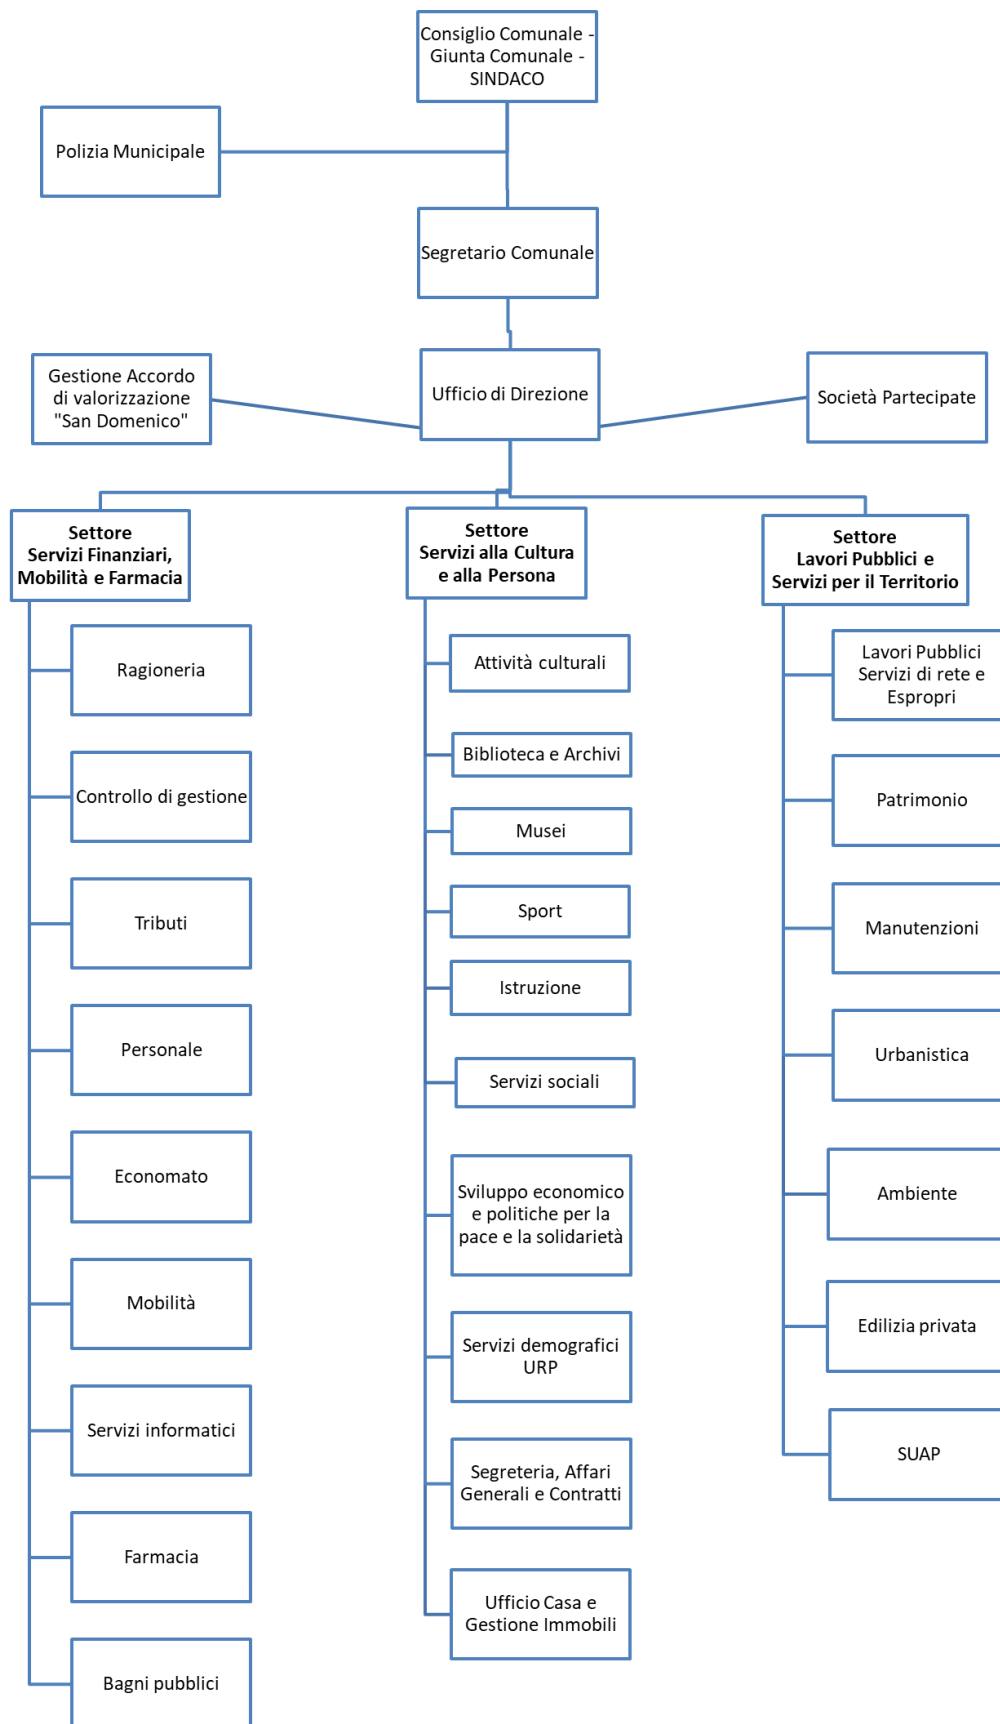 Consiglio Comunale -
Giunta Comunale -
SINDACO
Polizia Municipale
Segretario Comunale
Gestione Accordo
di valorizzazione
"San Domenico"
Ufficio di Direzione
Società Partecipate
Settore
Servizi Finanziari,
Mobilità e Farmacia
Ragioneria
Controllo di gestione
Tributi
Personale
Economato
Mobilità
Servizi informatici
Farmacia
Bagni pubblici
Settore
Servizi alla Cultura
e alla Persona
Attività culturali
Biblioteca e Archivi
Musei
Sport
Istruzione
Servizi sociali
Sviluppo economico
e politiche per la
pace e la solidarietà
Servizi demografici
URP
Segreteria, Affari
Generali e Contratti
Ufficio Casa e
Gestione Immobili
Settore
Lavori Pubblici e
Servizi per il Territorio
Lavori Pubblici
Servizi di rete e
Espropri
Patrimonio
Manutenzioni
Urbanistica
Ambiente
Edilizia privata
SUAP